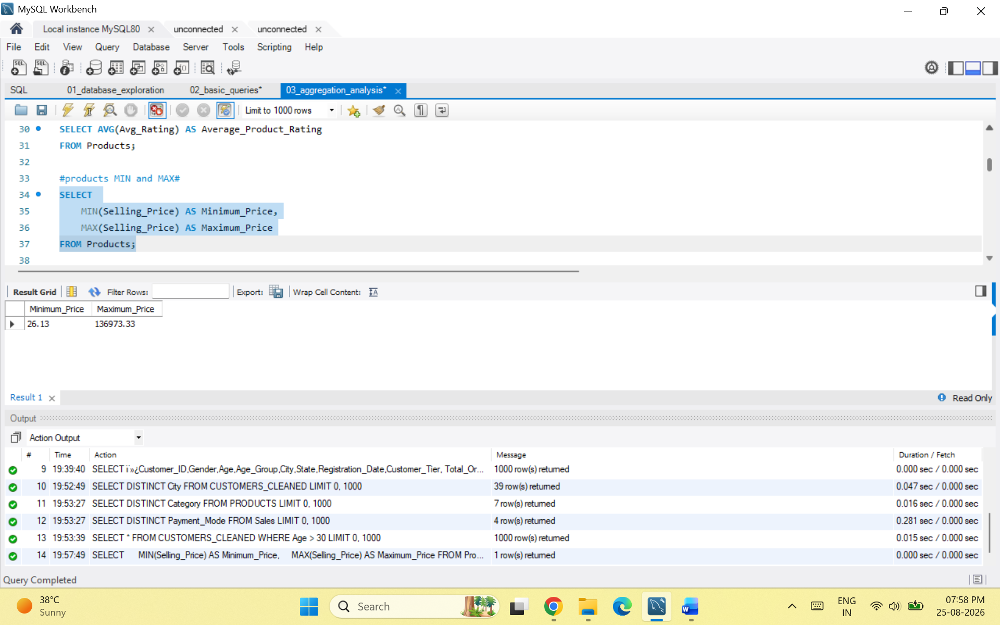 MySQL Workbench
Local instance MySQL80 unconnected unconnected
File Edit View Query Database Server Tools Scripting Help
SQL 01_database_exploration 02_basic_queries* 03_aggregation_analysis*
Limit to 1000 rows
30 SELECT AVG(Avg_Rating) AS Average_Product_Rating
31 FROM Products;
32
33 #products MIN and MAX#
34 SELECT
35 MIN(Selling_Price) AS Minimum_Price,
36 MAX(Selling_Price) AS Maximum_Price
37 FROM Products;
38
Result Grid Filter Rows: Export: Wrap Cell Content:
Minimum_Price Maximum_Price
26.13 136973.33
Result 1 Read Only
Output
Action Output
# Time Action Message Duration / Fetch
9 19:39:40 SELECT ï»¿Customer_ID,Gender,Age,Age_Group,City,State,Registration_Date,Customer_Tier, Total_Or... 1000 row(s) returned 0.000 sec / 0.000 sec
10 19:52:49 SELECT DISTINCT City FROM CUSTOMERS_CLEANED LIMIT 0, 1000 39 row(s) returned 0.047 sec / 0.000 sec
11 19:53:27 SELECT DISTINCT Category FROM PRODUCTS LIMIT 0, 1000 7 row(s) returned 0.016 sec / 0.000 sec
12 19:53:27 SELECT DISTINCT Payment_Mode FROM Sales LIMIT 0, 1000 4 row(s) returned 0.281 sec / 0.000 sec
13 19:53:39 SELECT * FROM CUSTOMERS_CLEANED WHERE Age > 30 LIMIT 0, 1000 1000 row(s) returned 0.015 sec / 0.000 sec
14 19:57:49 SELECT MIN(Selling_Price) AS Minimum_Price, MAX(Selling_Price) AS Maximum_Price FROM Pro... 1 row(s) returned 0.000 sec / 0.000 sec
Query Completed
38°C
Sunny
Search
ENG
IN
07:58 PM
25-08-2026